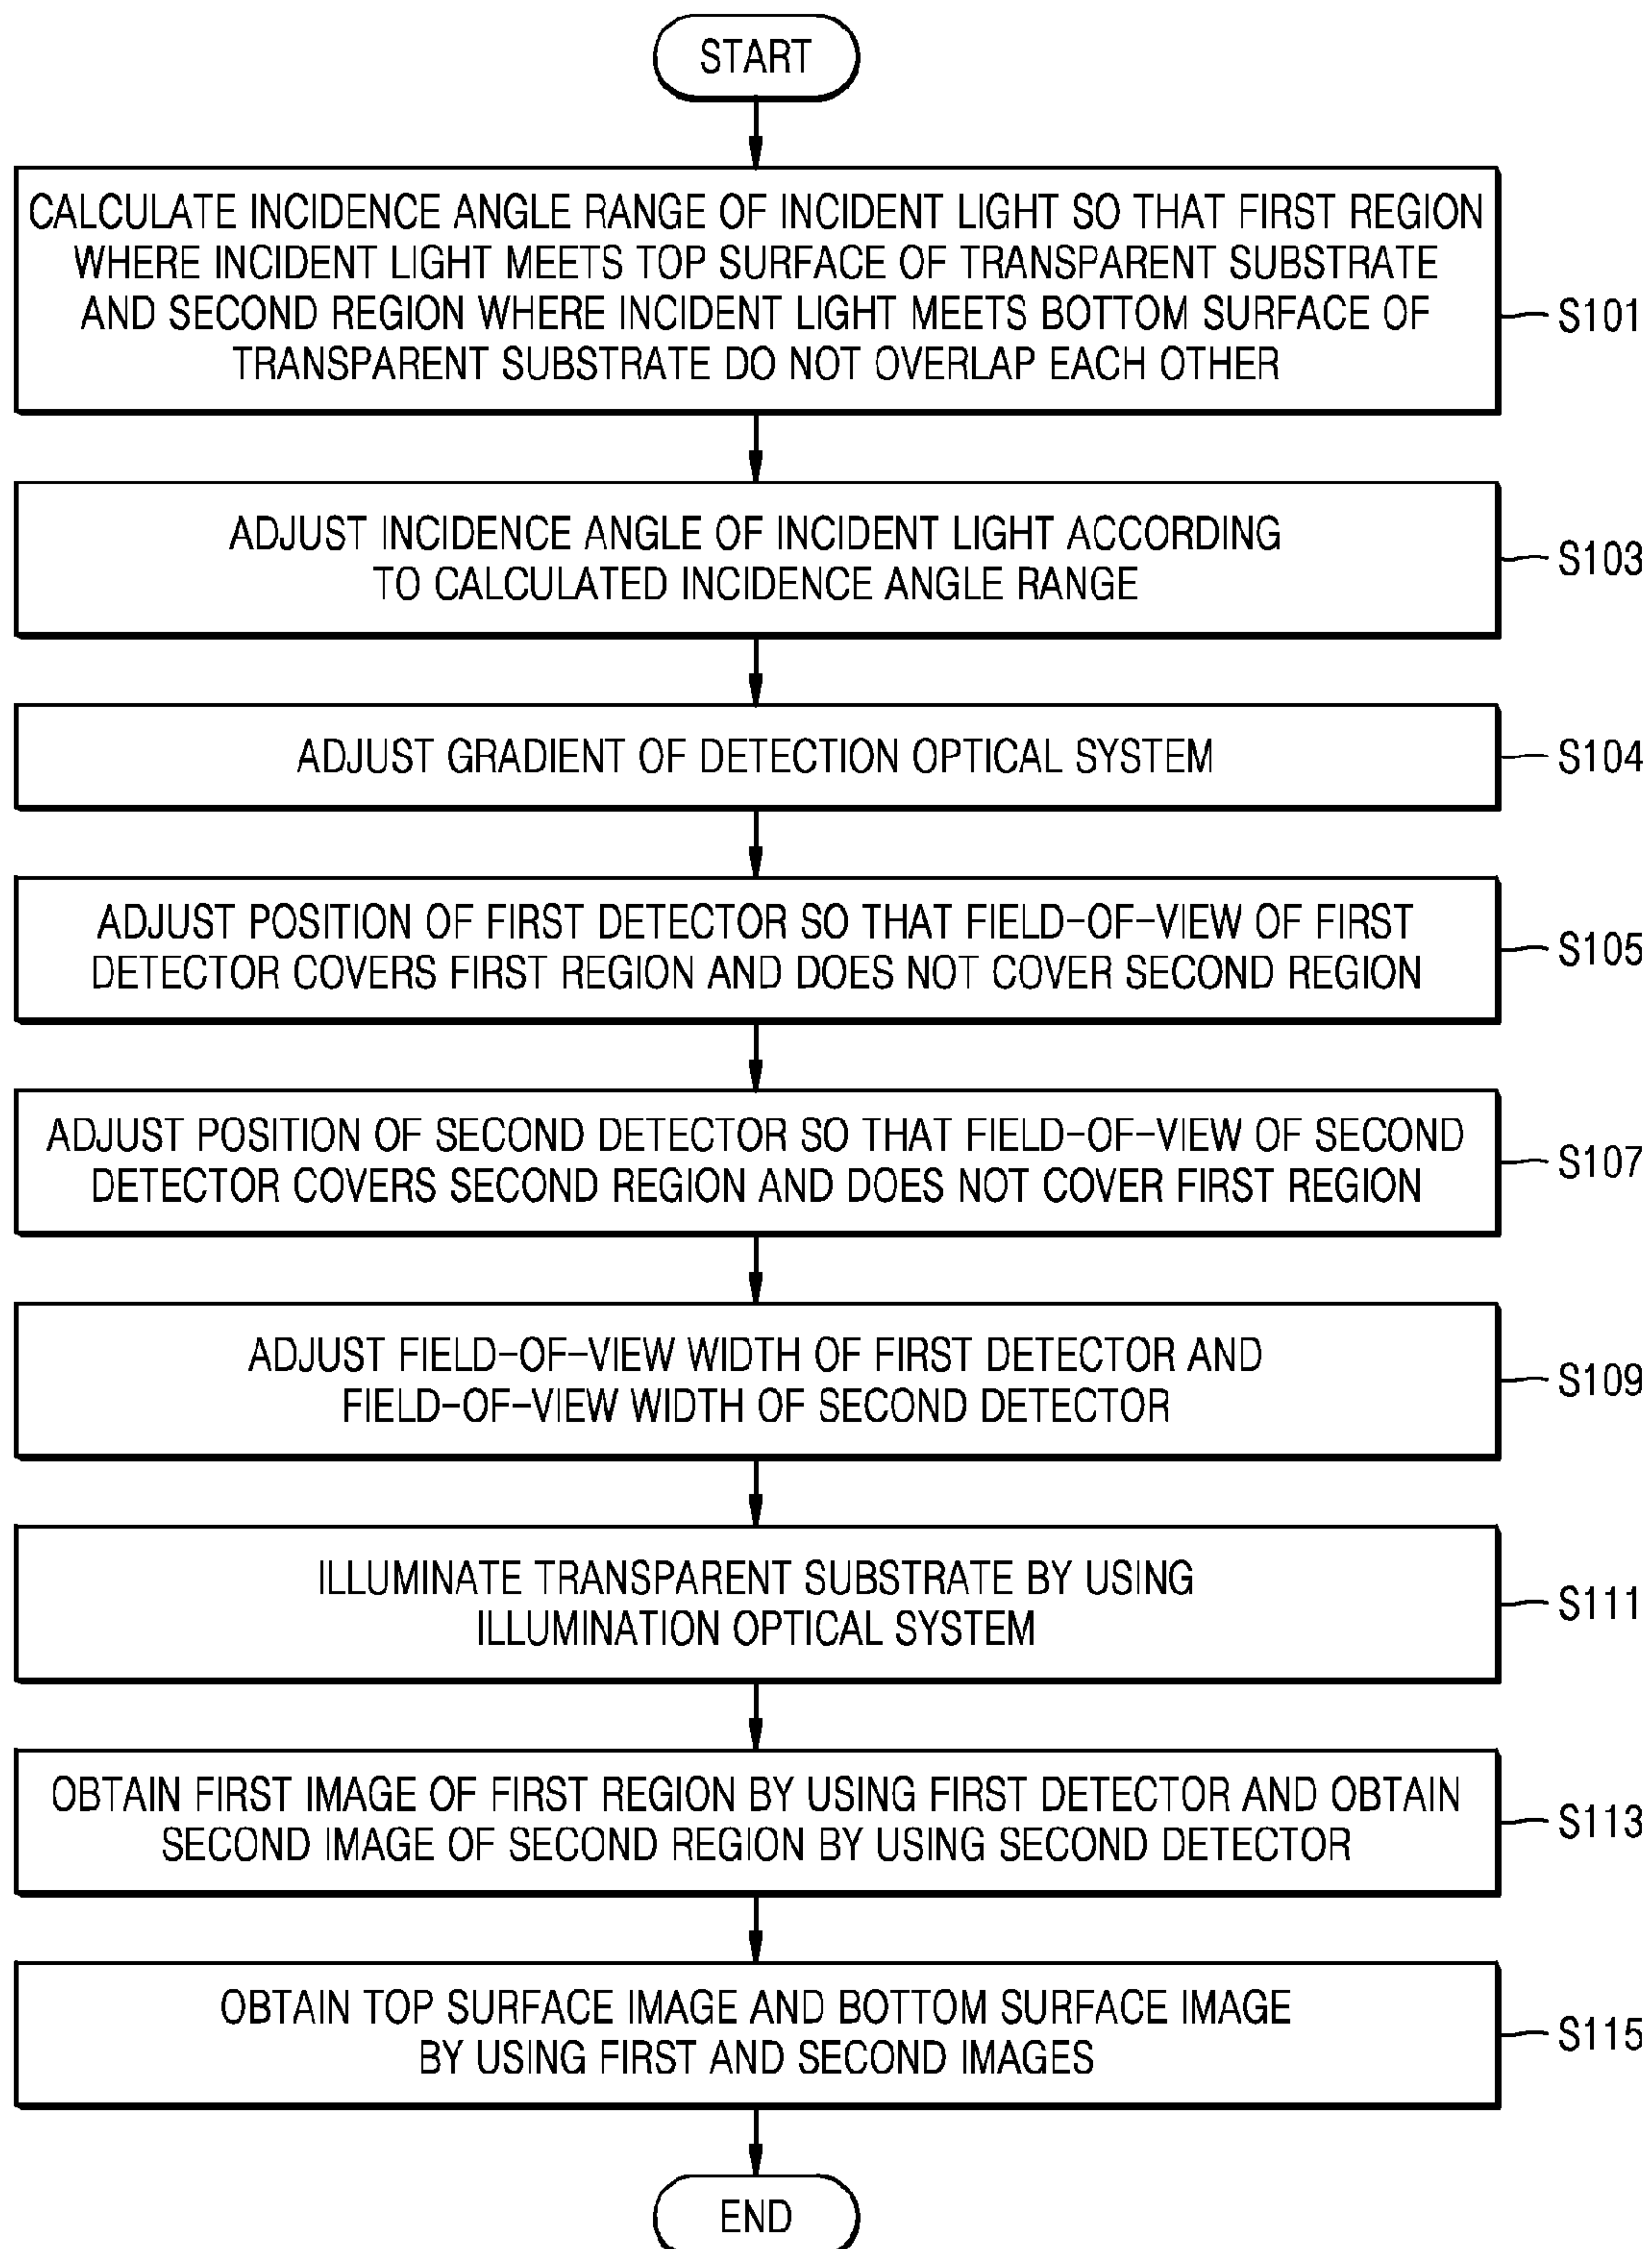 START
CALCULATE INCIDENCE ANGLE RANGE OF INCIDENT LIGHT SO THAT FIRST REGION
WHERE INCIDENT LIGHT MEETS TOP SURFACE OF TRANSPARENT SUBSTRATE
AND SECOND REGION WHERE INCIDENT LIGHT MEETS BOTTOM SURFACE OF
TRANSPARENT SUBSTRATE DO NOT OVERLAP EACH OTHER
S101
ADJUST INCIDENCE ANGLE OF INCIDENT LIGHT ACCORDING
TO CALCULATED INCIDENCE ANGLE RANGE
S103
ADJUST GRADIENT OF DETECTION OPTICAL SYSTEM
S104
ADJUST POSITION OF FIRST DETECTOR SO THAT FIELD-OF-VIEW OF FIRST
DETECTOR COVERS FIRST REGION AND DOES NOT COVER SECOND REGION
S105
ADJUST POSITION OF SECOND DETECTOR SO THAT FIELD-OF-VIEW OF SECOND
DETECTOR COVERS SECOND REGION AND DOES NOT COVER FIRST REGION
S107
ADJUST FIELD-OF-VIEW WIDTH OF FIRST DETECTOR AND
FIELD-OF-VIEW WIDTH OF SECOND DETECTOR
S109
ILLUMINATE TRANSPARENT SUBSTRATE BY USING
ILLUMINATION OPTICAL SYSTEM
S111
OBTAIN FIRST IMAGE OF FIRST REGION BY USING FIRST DETECTOR AND OBTAIN
SECOND IMAGE OF SECOND REGION BY USING SECOND DETECTOR
S113
OBTAIN TOP SURFACE IMAGE AND BOTTOM SURFACE IMAGE
BY USING FIRST AND SECOND IMAGES
S115
END